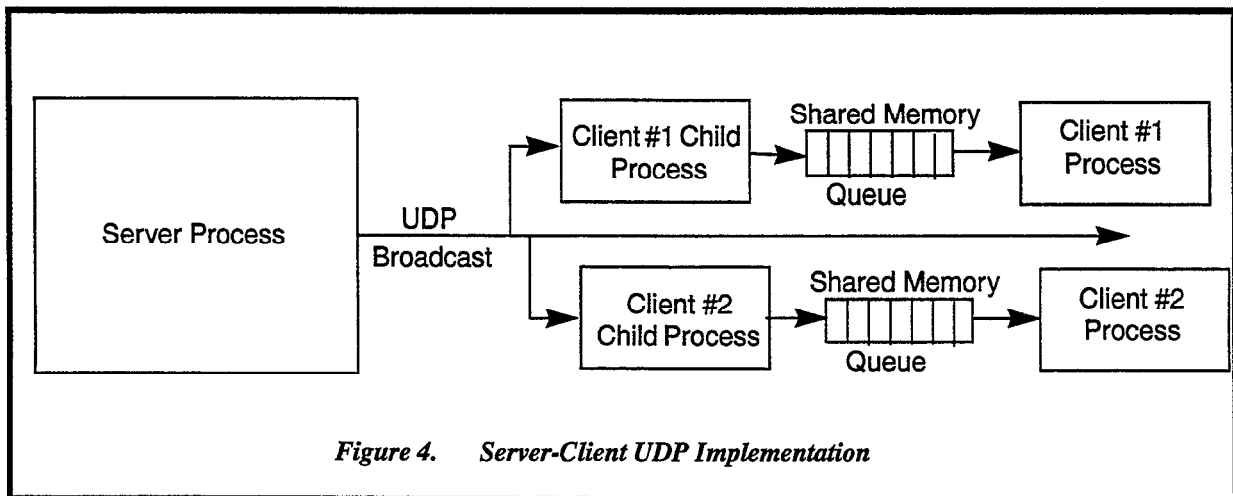 Server Process
UDP
Broadcast
Client #1 Child
Process
Shared Memory
Queue
Client #1
Process
Client #2
Child Process
Shared Memory
Queue
Client #2
Process
Figure 4. Server-Client UDP Implementation